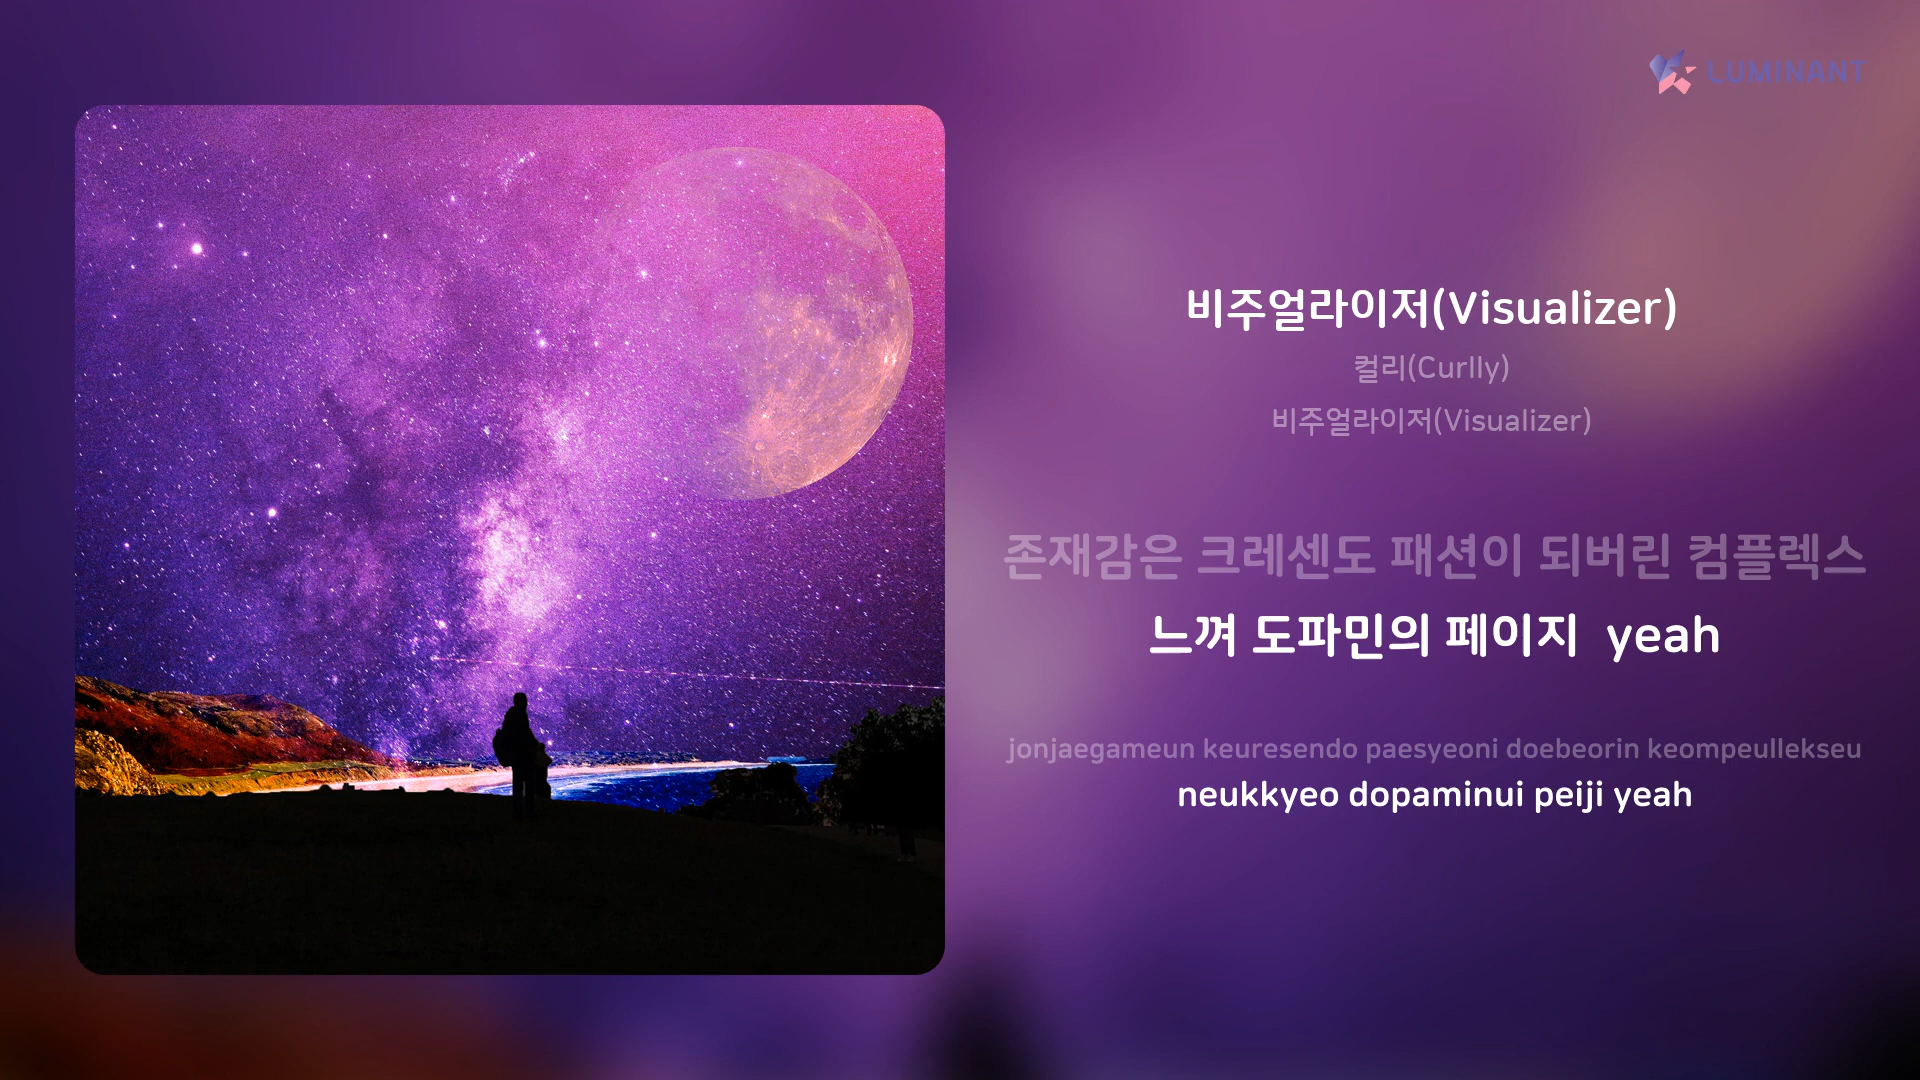 LUMINANT
비주얼라이저(Visualizer)
컬리(Curlly)
비주얼라이저(Visualizer)
존재감은 크레센도 패션이 되버린 컴플렉스
느껴 도파민의 페이지  yeah
jonjaegameun keuresendo paesyeoni doebeorin keompeullekseu
neukkyeo dopaminui peiji yeah